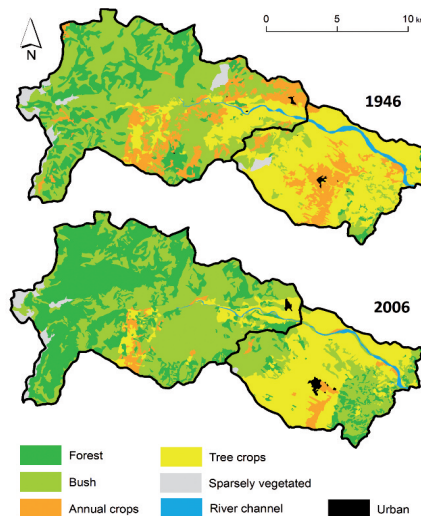 0 5 10 km
N
1946
2006
Forest Tree crops
Bush Sparsely vegetated
Annual crops River channel Urban